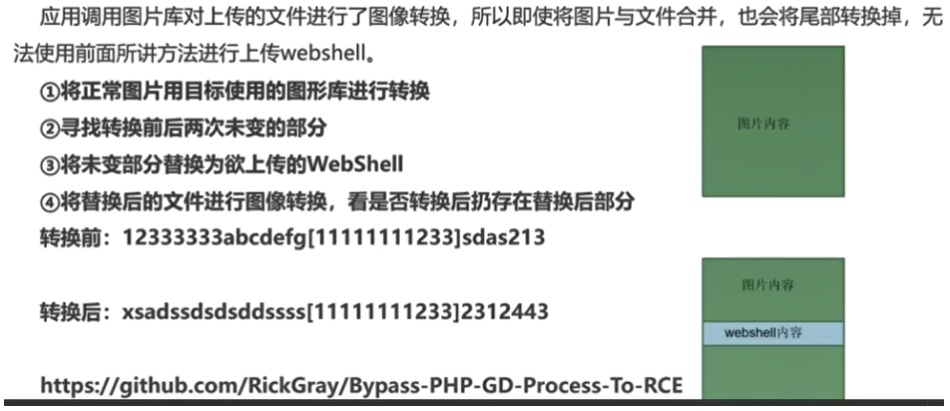 应用调用图片库对上传的文件进行了图像转换，所以即使将图片与文件合并，也会将尾部转换掉，无
法使用前面所讲方法进行上传webshell。
①将正常图片用目标使用的图形库进行转换
②寻找转换前后两次未变的部分
③将未变部分替换为欲上传的WebShell
④将替换后的文件进行图像转换，看是否转换后扔存在替换后部分
转换前：12333333abcdefg[11111111233]sdas213
转换后：xsadssdsdsddssss[11111111233]2312443
https://github.com/RickGray/Bypass-PHP-GD-Process-To-RCE
图片内容
图片内容
webshell内容